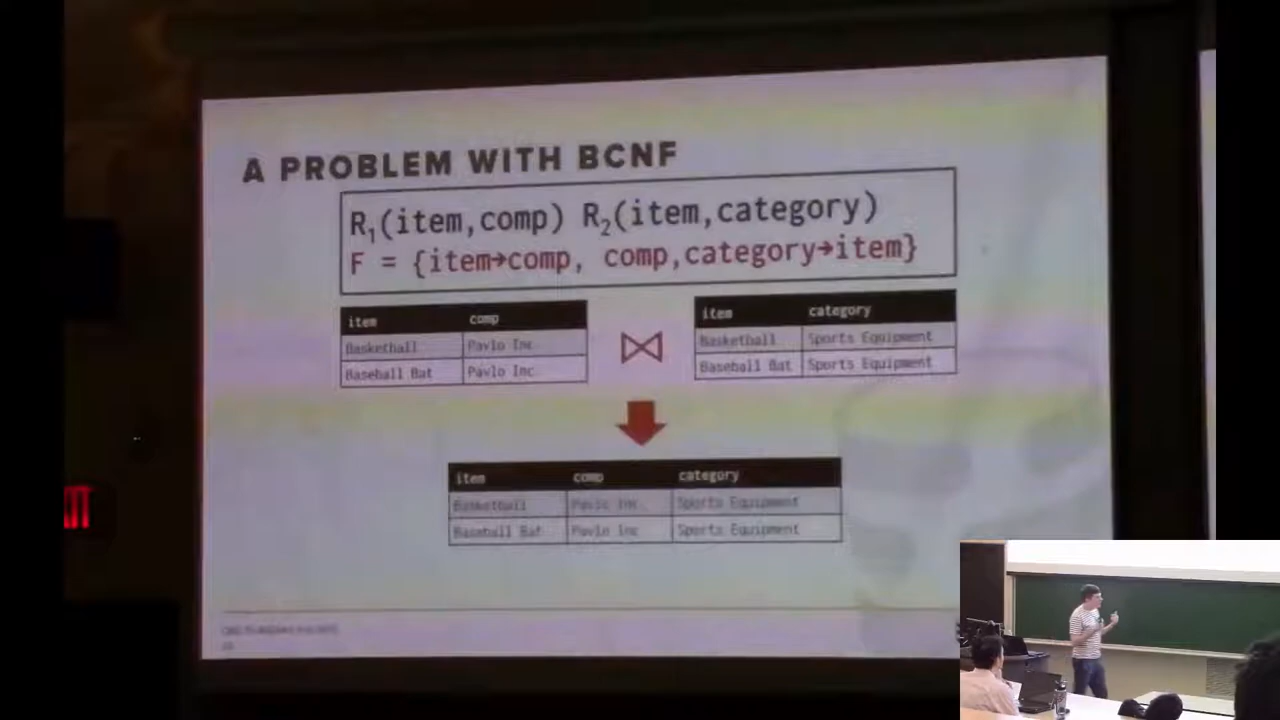 A PROBLEM WITH BCNF
R₁(item,comp) R₂(item,category)
F = {item→comp, comp,category→item}
item comp
Basketball Pavlo Inc.
Baseball Bat Pavlo Inc.
item category
Basketball Sports Equipment
Baseball Bat Sports Equipment
⋈
item comp category
Basketball Pavlo Inc.
Sports Equipment
Baseball Bat Pavlo Inc Sports Equipment